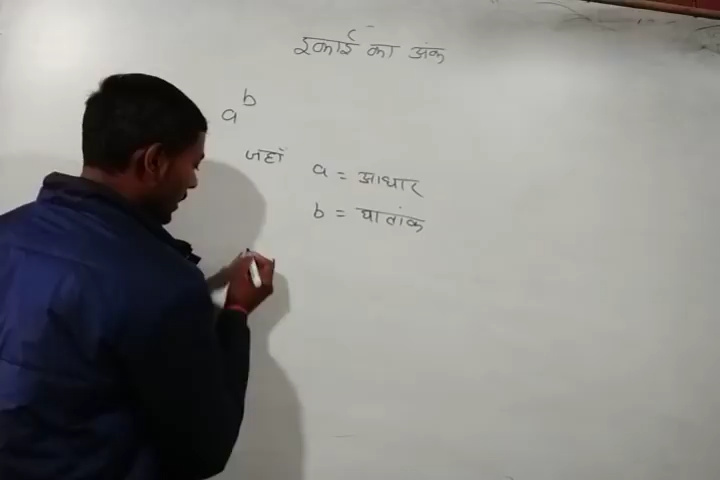 इकाई का अंक
a^b
जहां a = आधार
b = घातांक